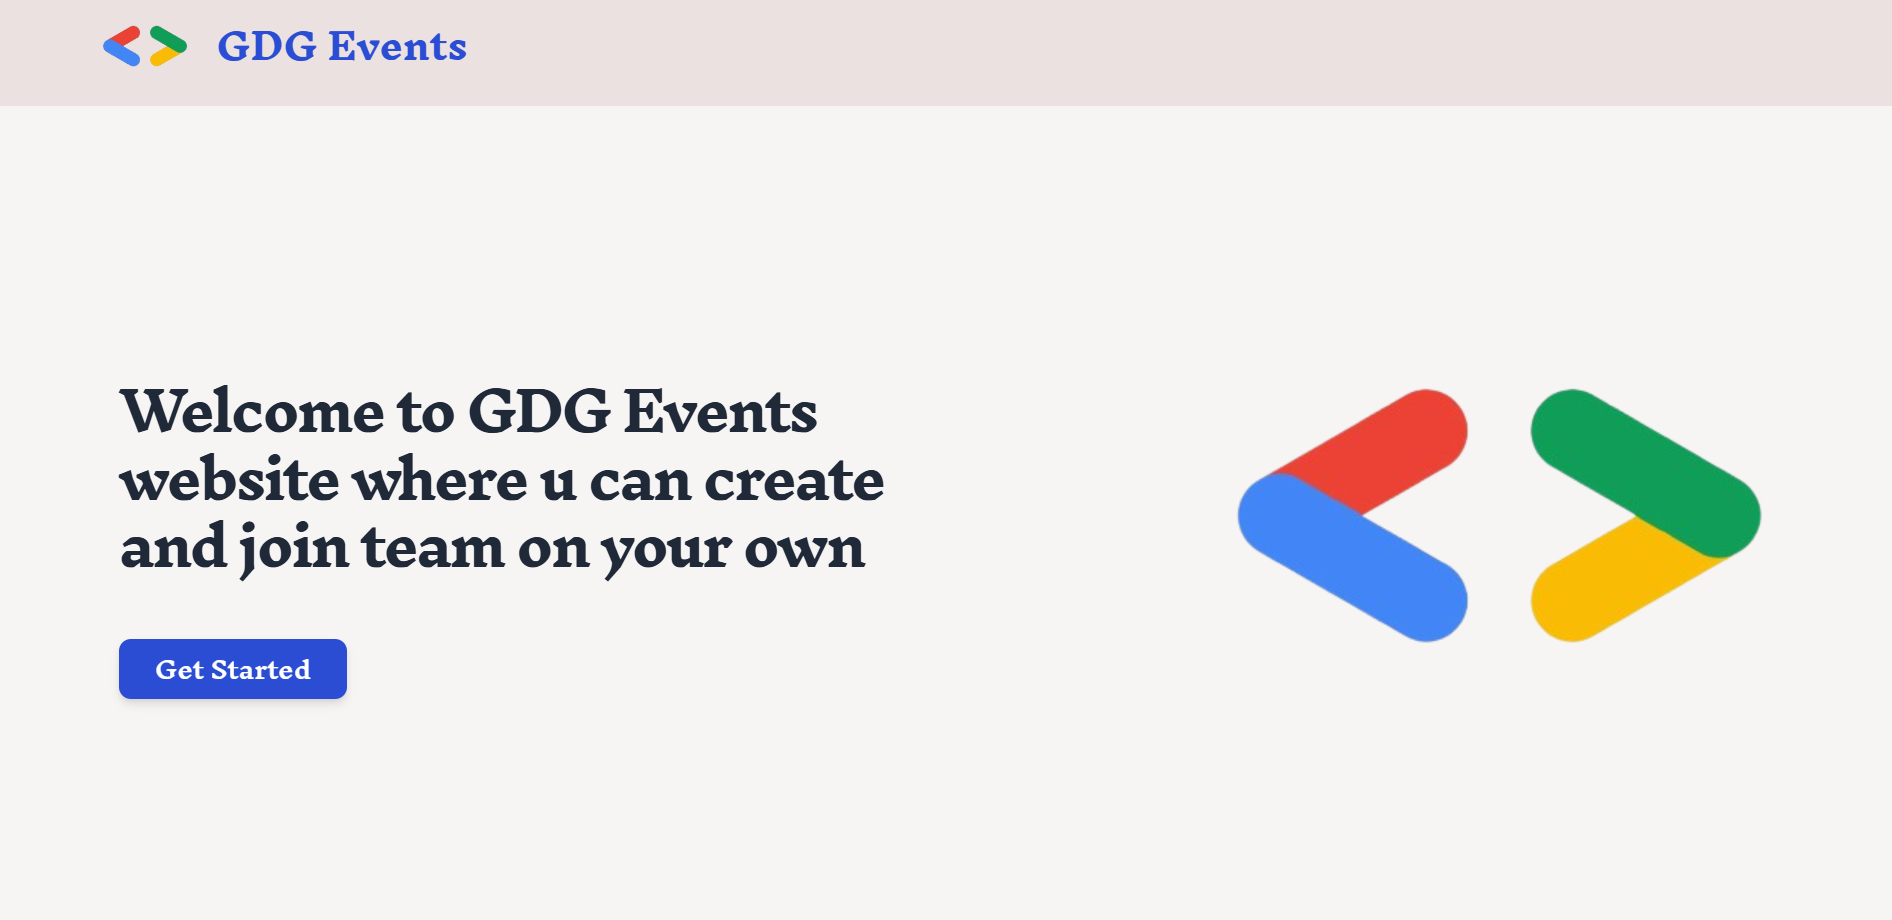 GDG Events
Welcome to GDG Events
website where u can create
and join team on your own
Get Started